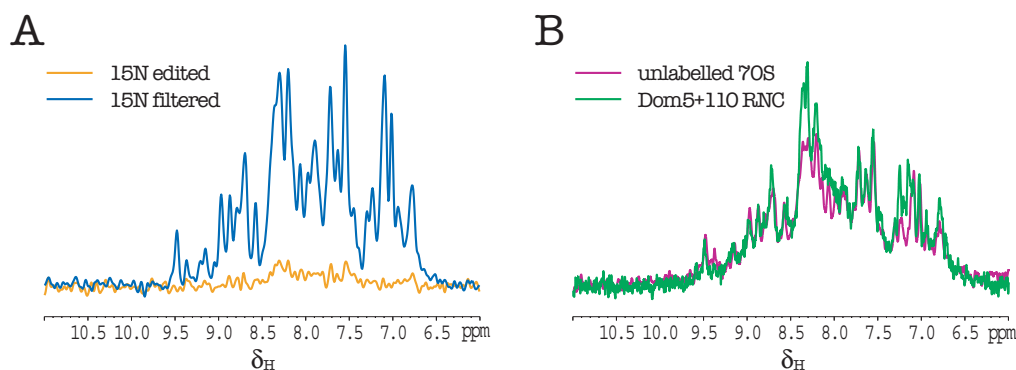 A
15N edited
15N filtered
10.5 10.0 9.5 9.0 8.5 8.0 7.5 7.0 6.5 ppm
δH
B
unlabelled 70S
Dom5+110 RNC
10.5 10.0 9.5 9.0 8.5 8.0 7.5 7.0 6.5 ppm
δH